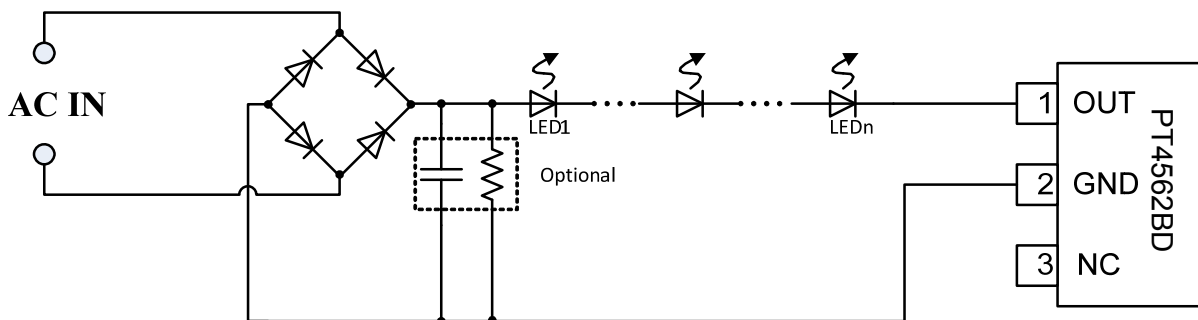 AC IN
LED1
LEDn
Optional
1 OUT
2 GND
3 NC
PT4562BD